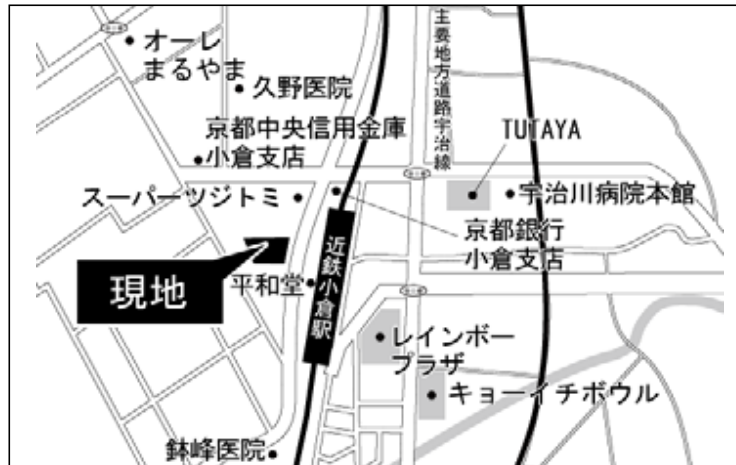 オーレ
まるやま
久野医院
京都中央信用金庫
小倉支店
主要地方道路宇治線
TUTAYA
スーパーツジトミ
宇治川病院本館
京都銀行
小倉支店
現地
平和堂
近鉄小倉駅
レインボー
プラザ
キョーイチボウル
鉢峰医院